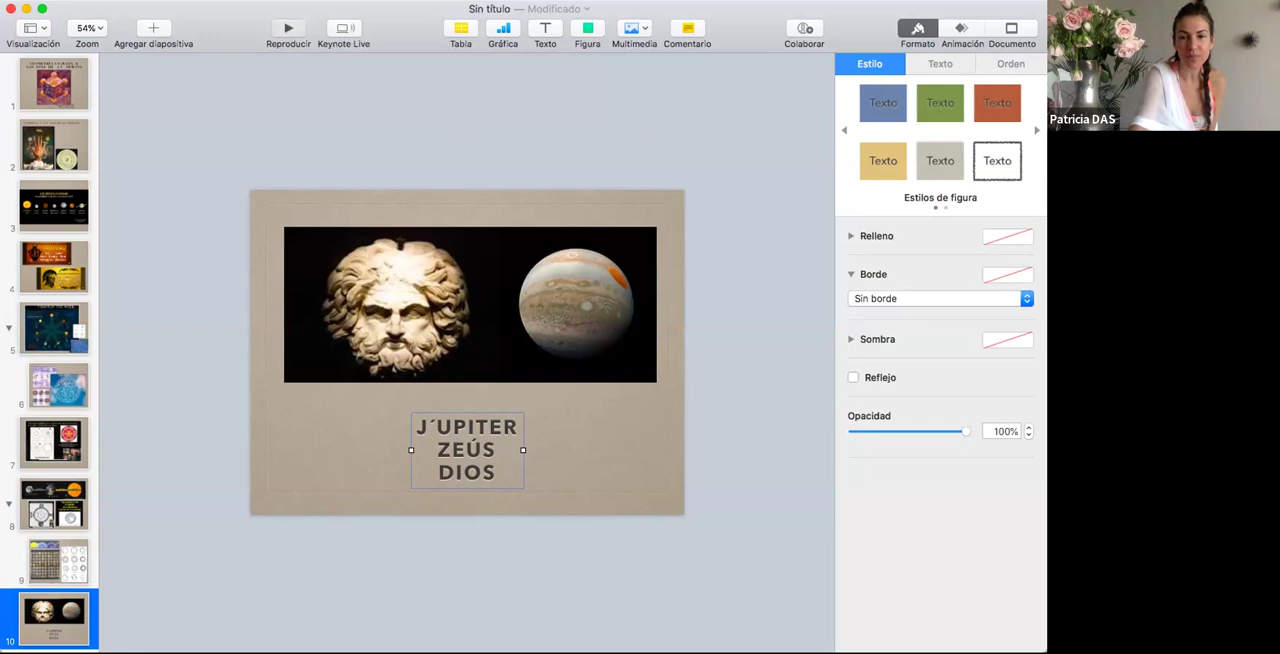 Sin título — Modificado
54%
Visualización
Zoom
Agregar diapositiva
Reproducir
Keynote Live
Tabla
Gráfica
Texto
Figura
Multimedia
Comentario
Colaborar
Formato
Animación
Documento
Estilo
Texto
Orden
Texto
Texto
Texto
Texto
Texto
Texto
Estilos de figura
Relleno
Borde
Sin borde
Sombra
Reflejo
Opacidad
100%
J´UPITER
ZEÚS
DIOS
1
2
3
4
5
6
7
8
9
10
Patricia DAS